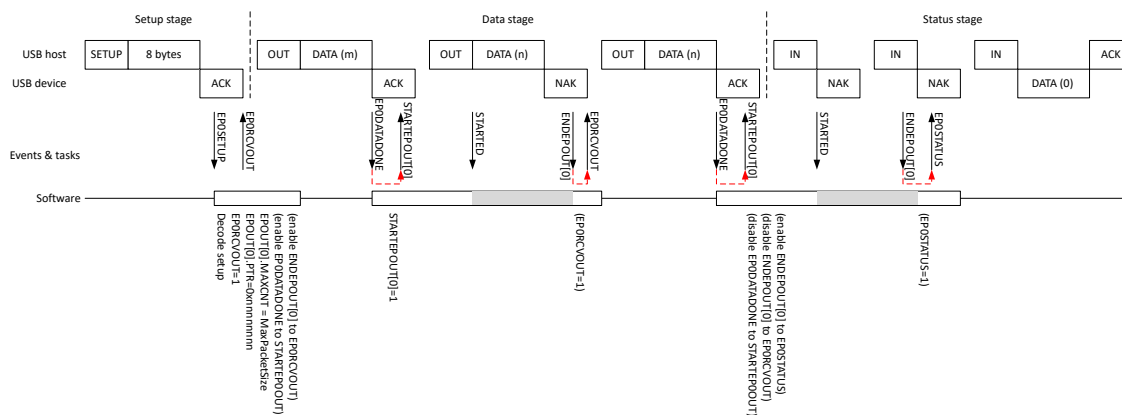 Setup stage
Data stage
Status stage
USB host
SETUP
8 bytes
OUT
DATA (m)
OUT
DATA (n)
OUT
DATA (n)
IN
IN
IN
ACK
USB device
ACK
ACK
NAK
ACK
NAK
NAK
DATA (0)
Events & tasks
EP0SETUP
EP0RCVOUT
EP0DATADONE
STARTEPOUT[0]
STARTED
ENDEPOUT[0]
EP0RCVOUT
EP0DATADONE
STARTEPOUT[0]
STARTED
ENDEPOUT[0]
EP0STATUS
Software
(enable ENDEPOUT[0] to EP0RCVOUT)
(enable EP0DATADONE to STARTEP0OUT)
EPOUT[0].MAXCNT = MaxPacketSize
EPOUT[0].PTR=0xnnnnnnnn
EP0RCVOUT=1
Decode setup
STARTEPOUT[0]=1
(EP0RCVOUT=1)
(enable ENDEPOUT[0] to EP0STATUS)
(disable ENDEPOUT[0] to EP0RCVOUT)
(disable EP0DATADONE to STARTEP0OUT)
(EP0STATUS=1)